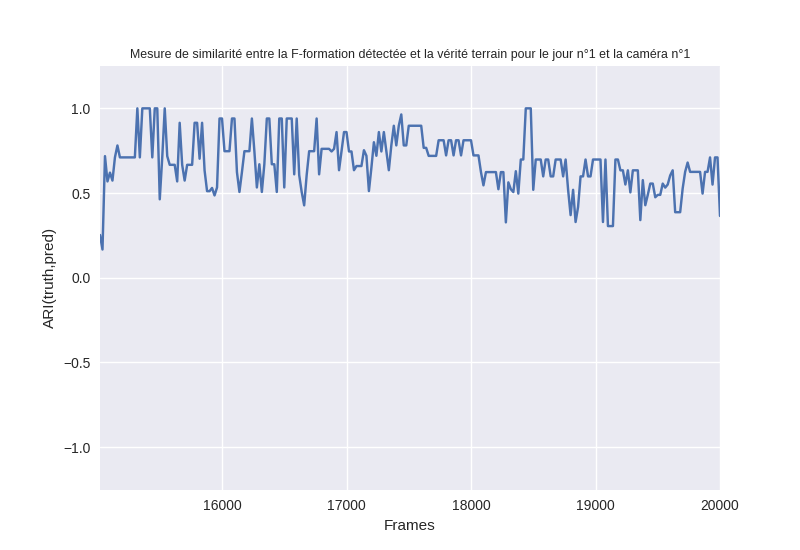 Mesure de similarité entre la F-formation détectée et la vérité terrain pour le jour n°1 et la caméra n°1
1.0
0.5
0.0
−0.5
−1.0
ARI(truth,pred)
16000 17000 18000 19000 20000
Frames